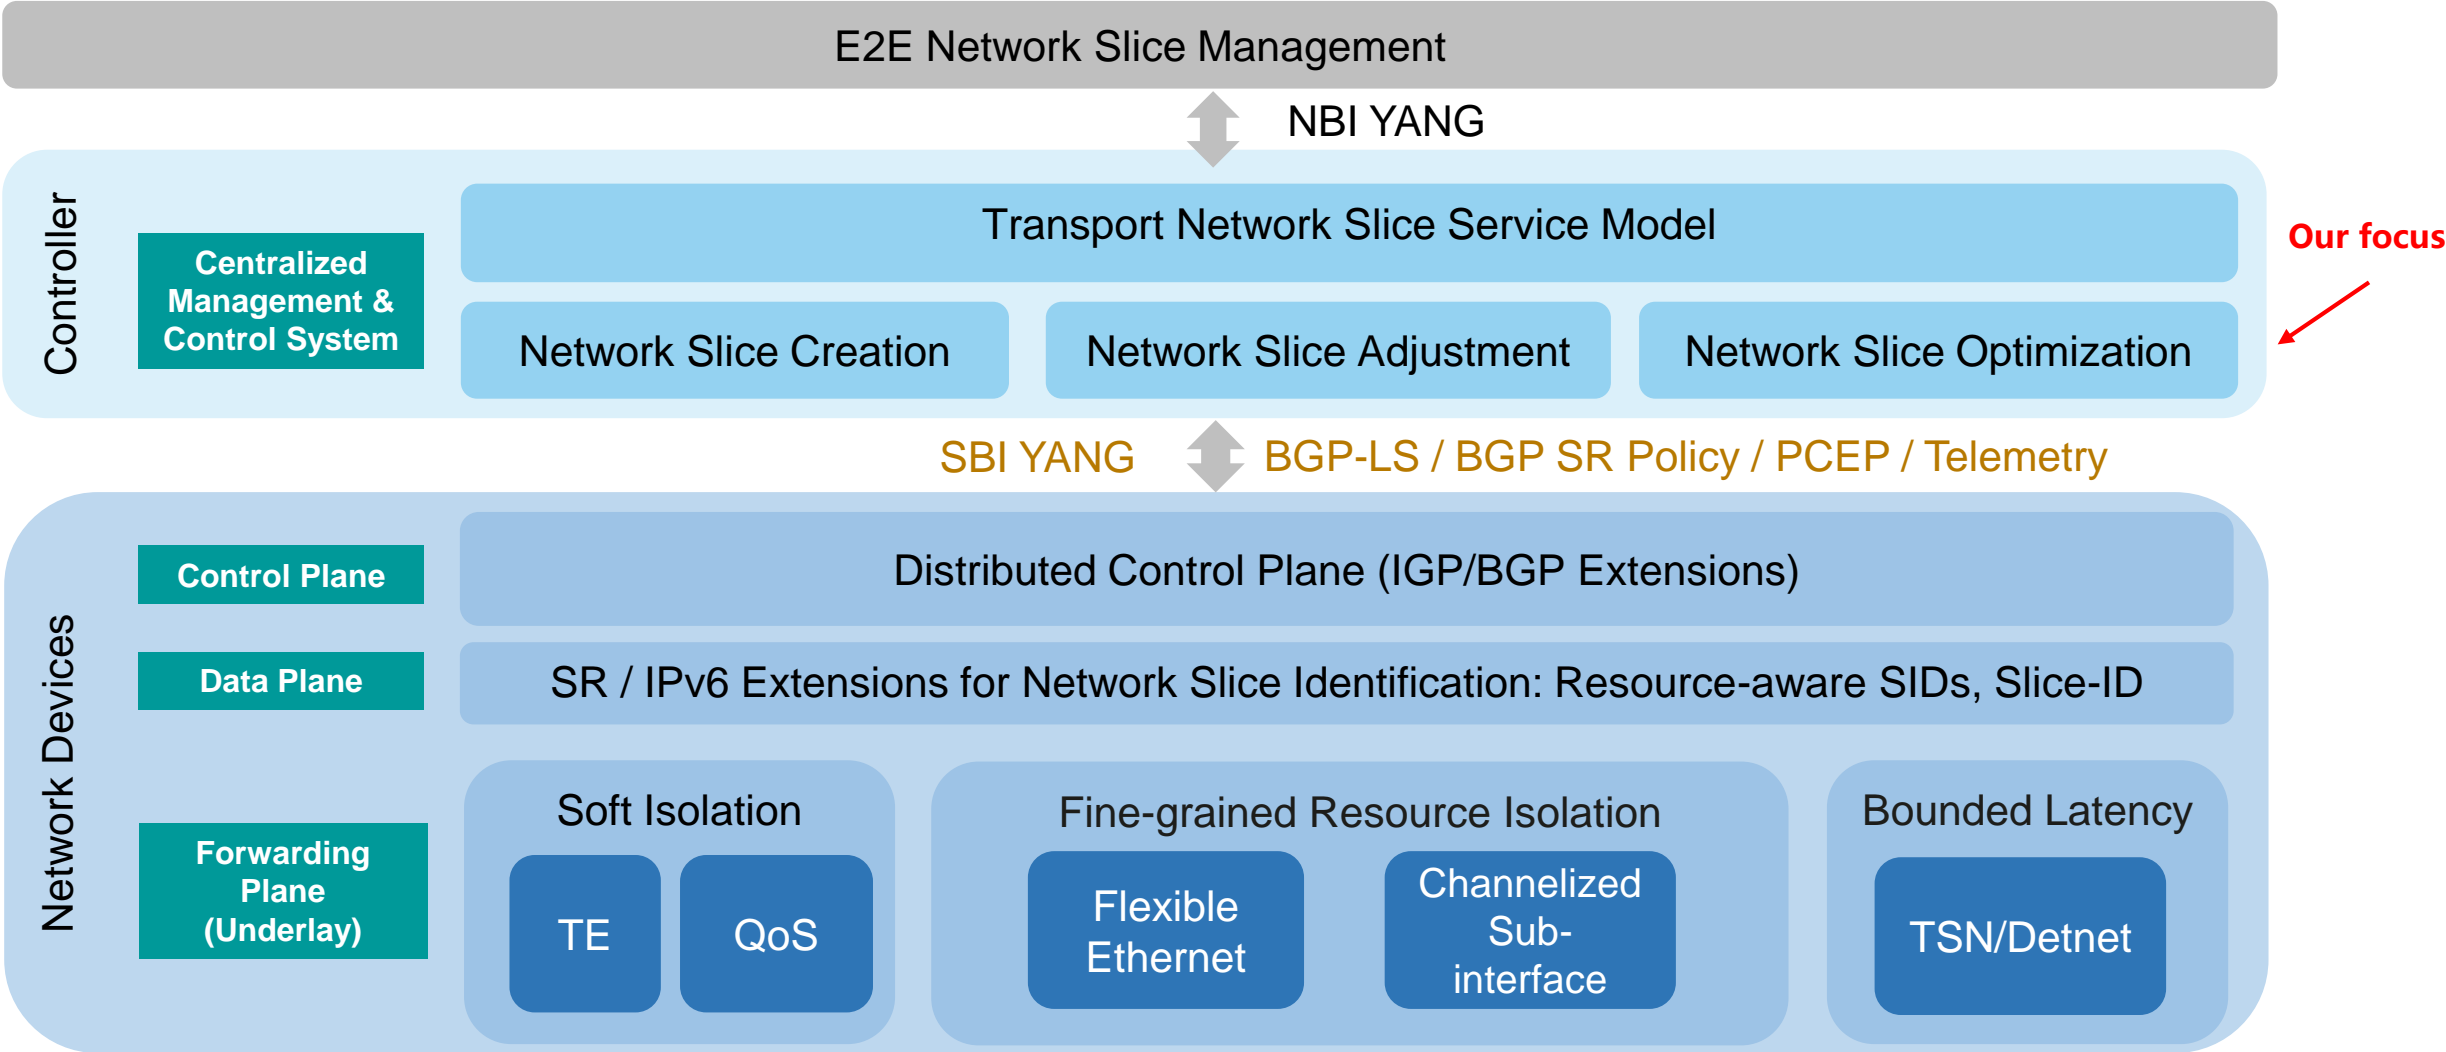 E2E Network Slice Management
NBI YANG
Controller
Centralized
Management &
Control System
Transport Network Slice Service Model
Network Slice Creation
Network Slice Adjustment
Network Slice Optimization
Our focus
SBI YANG
BGP-LS / BGP SR Policy / PCEP / Telemetry
Network Devices
Control Plane
Distributed Control Plane (IGP/BGP Extensions)
Data Plane
SR / IPv6 Extensions for Network Slice Identification: Resource-aware SIDs, Slice-ID
Forwarding
Plane
(Underlay)
Soft Isolation
TE
QoS
Fine-grained Resource Isolation
Flexible
Ethernet
Channelized
Sub-
interface
Bounded Latency
TSN/Detnet